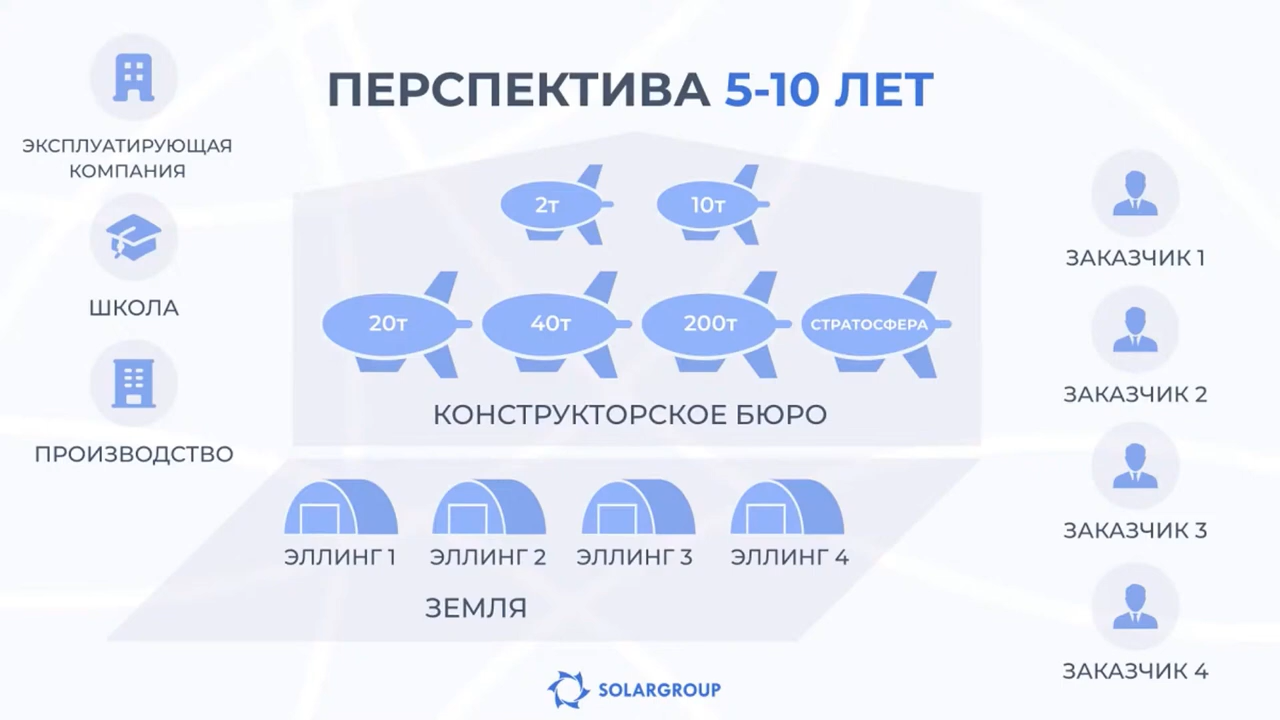 ПЕРСПЕКТИВА 5-10 ЛЕТ
ЭКСПЛУАТИРУЮЩАЯ
КОМПАНИЯ
ШКОЛА
ПРОИЗВОДСТВО
2т
10т
20т
40т
200т
СТРАТОСФЕРА
КОНСТРУКТОРСКОЕ БЮРО
ЭЛЛИНГ 1
ЭЛЛИНГ 2
ЭЛЛИНГ 3
ЭЛЛИНГ 4
ЗЕМЛЯ
ЗАКАЗЧИК 1
ЗАКАЗЧИК 2
ЗАКАЗЧИК 3
ЗАКАЗЧИК 4
SOLARGROUP